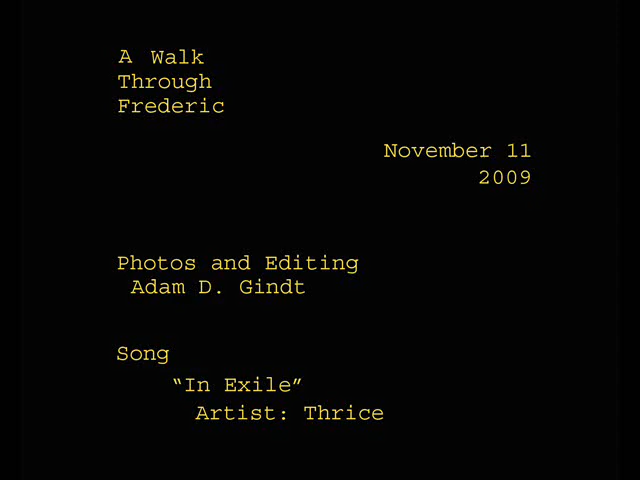 A Walk
Through
Frederic
November 11
2009
Photos and Editing
Adam D. Gindt
Song
“In Exile”
Artist: Thrice